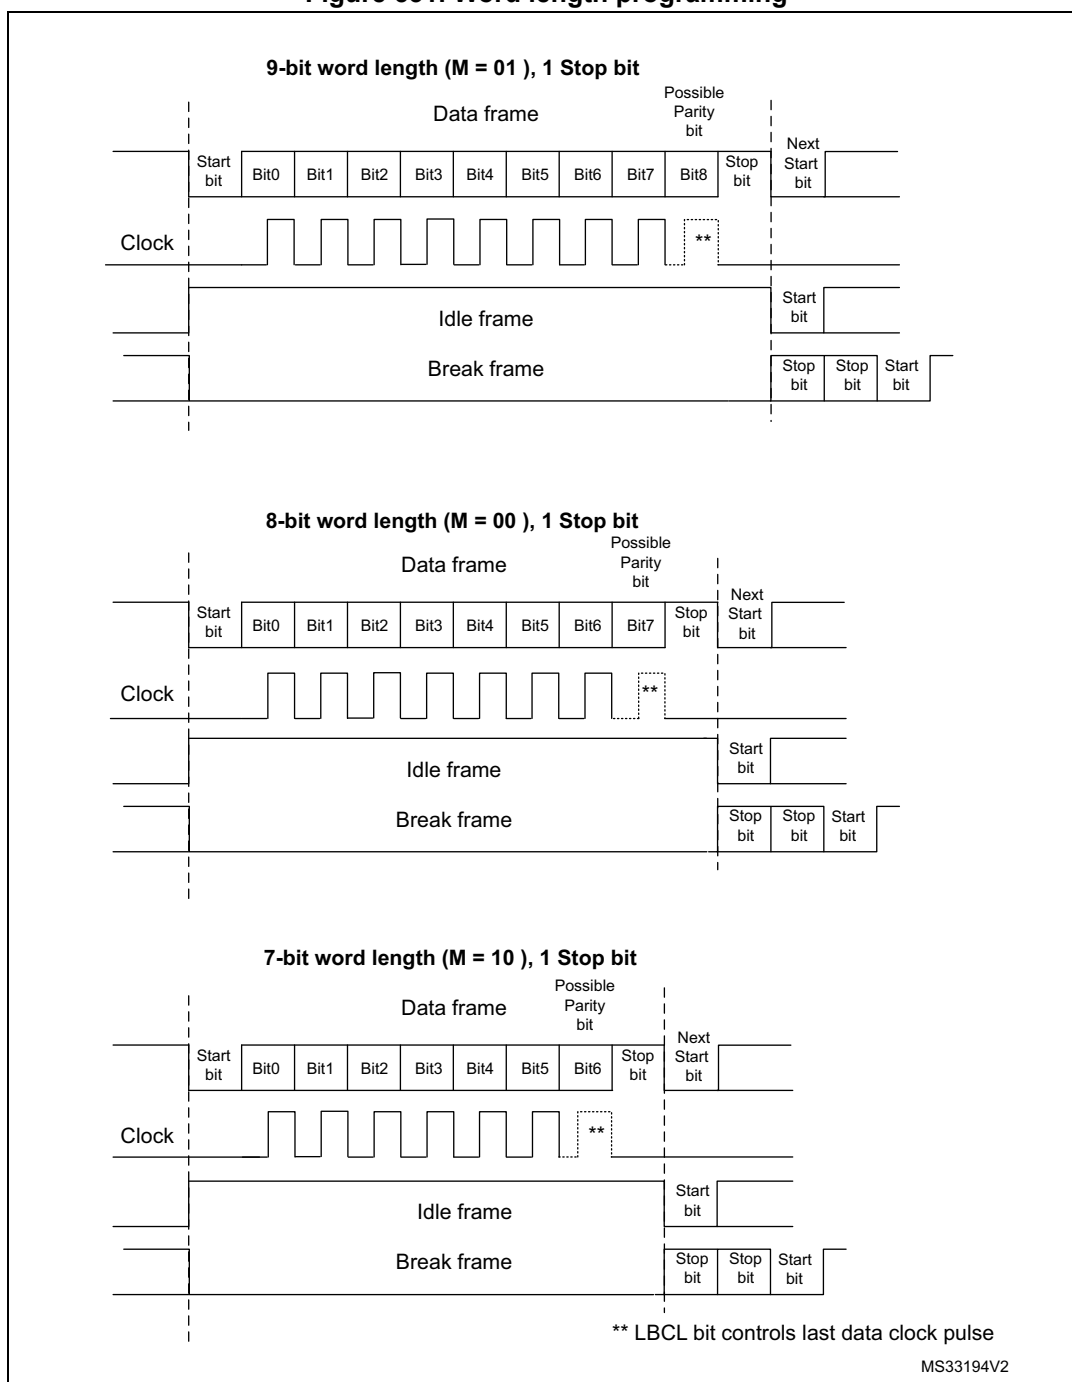 9-bit word length (M = 01 ), 1 Stop bit
Data frame
Possible
Parity
bit
Start
bit
Bit0 Bit1 Bit2 Bit3 Bit4 Bit5 Bit6 Bit7 Bit8
Stop
bit
Next
Start
bit
Clock
**
Idle frame
Start
bit
Break frame
Stop
bit
Stop
bit
Start
bit
8-bit word length (M = 00 ), 1 Stop bit
Data frame
Possible
Parity
bit
Start
bit
Bit0 Bit1 Bit2 Bit3 Bit4 Bit5 Bit6 Bit7
Stop
bit
Next
Start
bit
Clock
**
Idle frame
Start
bit
Break frame
Stop
bit
Stop
bit
Start
bit
7-bit word length (M = 10 ), 1 Stop bit
Data frame
Possible
Parity
bit
Start
bit
Bit0 Bit1 Bit2 Bit3 Bit4 Bit5 Bit6
Stop
bit
Next
Start
bit
Clock
**
Idle frame
Start
bit
Break frame
Stop
bit
Stop
bit
Start
bit
** LBCL bit controls last data clock pulse
MS33194V2